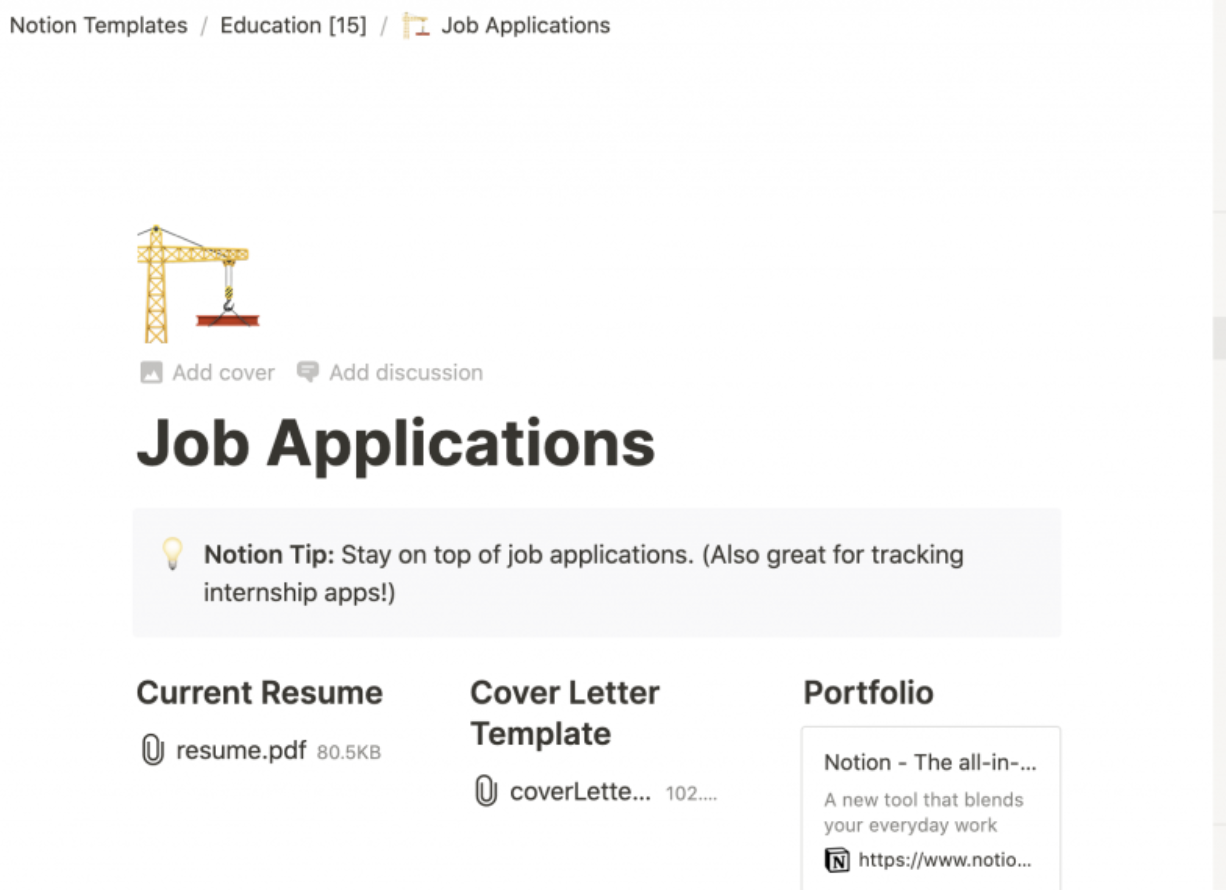 Notion Templates / Education [15] / Job Applications
Add cover Add discussion
Job Applications
Notion Tip: Stay on top of job applications. (Also great for tracking
internship apps!)
Current Resume
resume.pdf 80.5KB
Cover Letter
Template
coverLette... 102....
Portfolio
Notion - The all-in-...
A new tool that blends
your everyday work
https://www.notio...